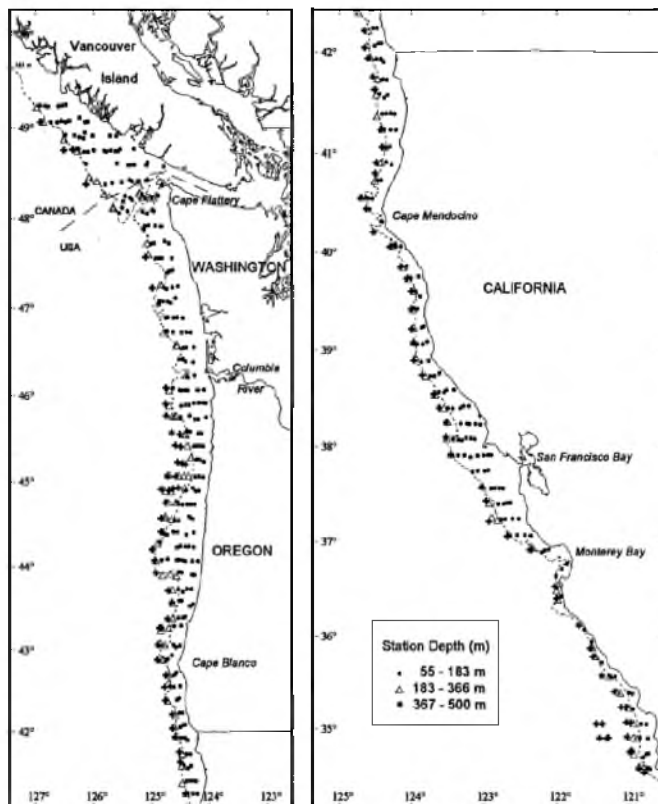 Vancouver
Island
49°
Cape Flattery
CANADA
48°
USA
WASHINGTON
47°
Columbia
River
46°
45°
OREGON
44°
43°
Cape Blanco
42°
127°
126°
125°
124°
123°
42°
41°
Cape Mendocino
40°
CALIFORNIA
39°
38°
San Francisco Bay
37°
Monterey Bay
36°
Station Depth (m)
55 - 183 m
183 - 366 m
367 - 500 m
35°
125°
124°
123°
122°
121°